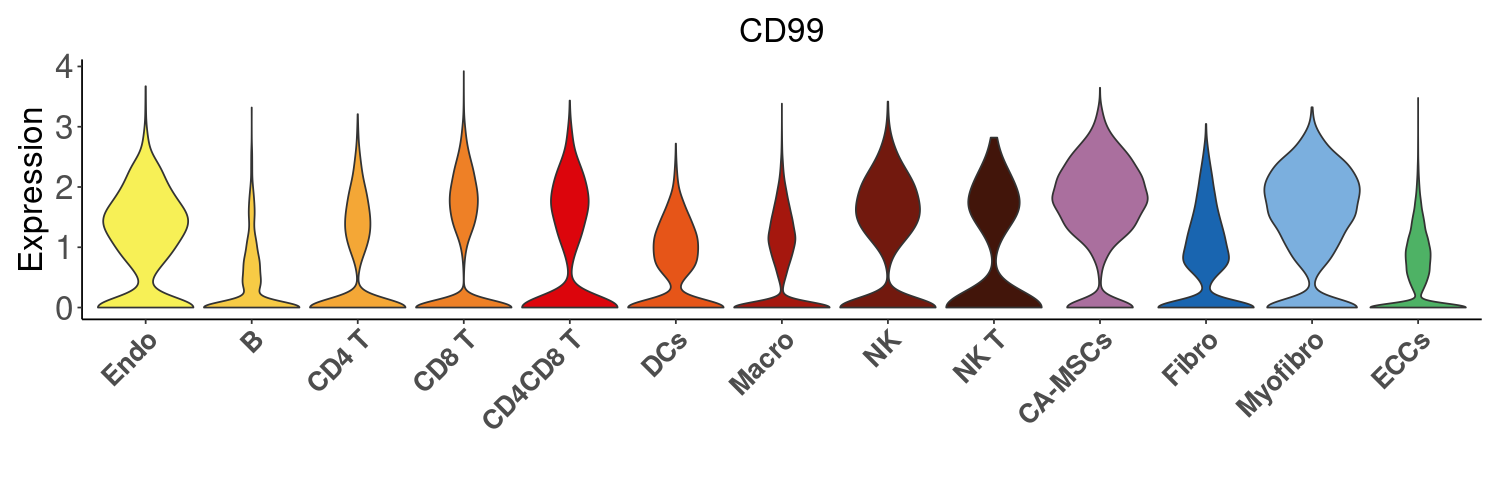 CD99
Expression
4
3
2
1
0
Endo
B
CD4 T
CD8 T
CD4CD8 T
DCs
Macro
NK
NK T
CA-MSCs
Fibro
Myofibro
ECCs